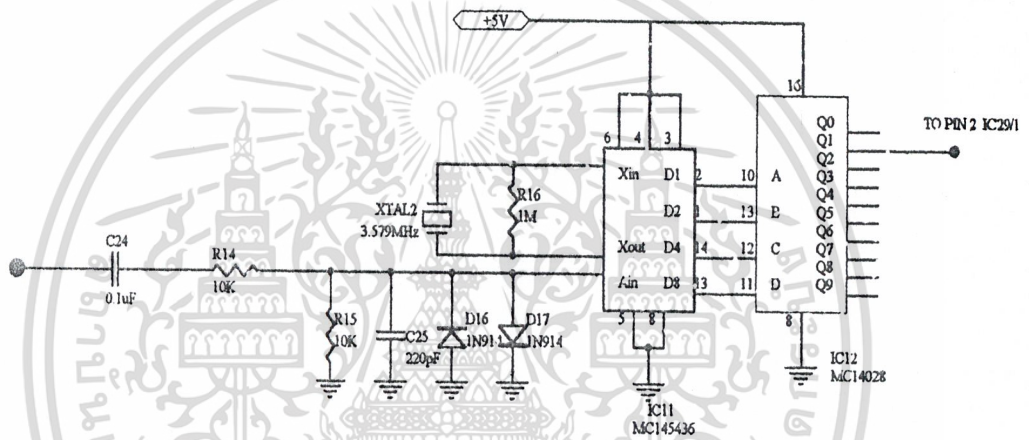 +5V
16
TO PIN 2 IC29/1
Q0
Q1
Q2
Q3
Q4
Q5
Q6
Q7
Q8
Q9
6 4 3
Xin D1 2 10 A
R16
1M
XTAL2
3.579MHz
D2 1 13 B
Xout D4 14 12 C
Ain D8 13 11 D
C24
0.1uF
R14
10K
R15
10K
C25
220pF
D16
1N914
D17
1N914
5 8
8
IC12
MC14028
IC11
MC145436